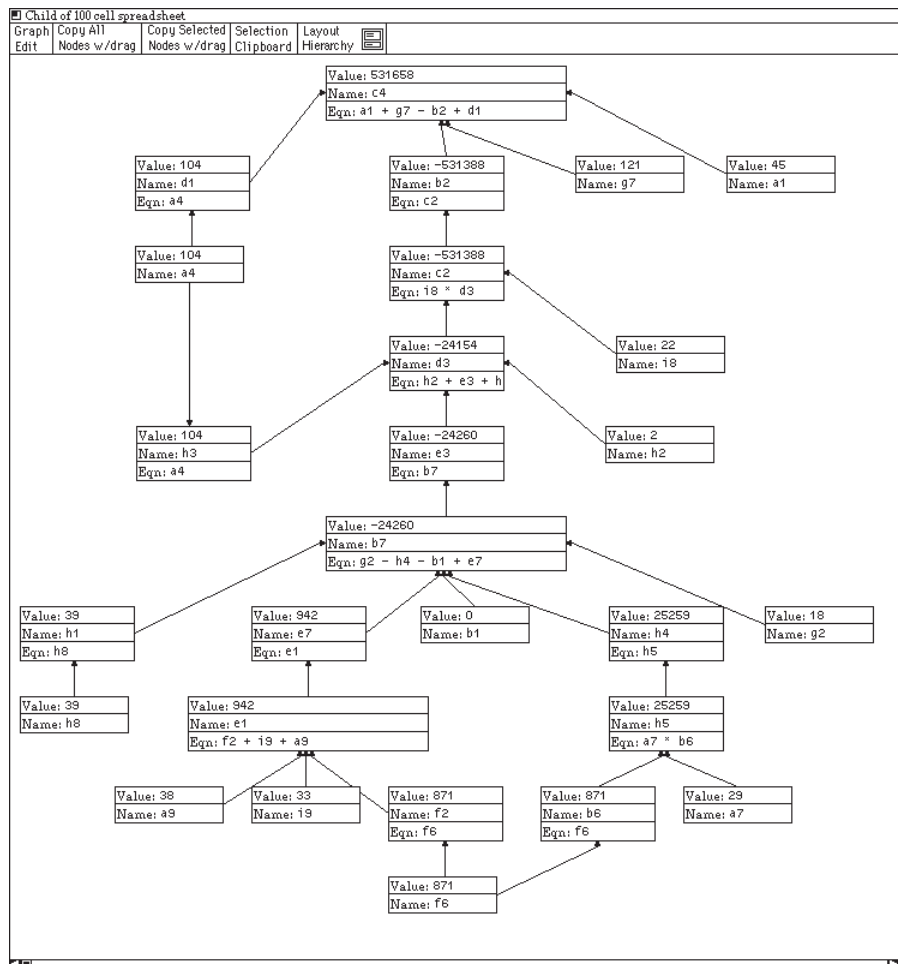 Child of 100 cell spreadsheet
Graph Copy All Copy Selected Selection Layout
Edit Nodes w/drag Nodes w/drag Clipboard Hierarchy
Value: 531658
Name: c4
Eqn: a1 + g7 - b2 + d1
Value: 104
Name: d1
Eqn: a4
Value: -531388
Name: b2
Eqn: c2
Value: 121
Name: g7
Value: 45
Name: a1
Value: 104
Name: a4
Value: -531388
Name: c2
Eqn: i8 * d3
Value: -24154
Name: d3
Eqn: h2 + e3 + h
Value: 22
Name: i8
Value: 104
Name: h3
Eqn: a4
Value: -24260
Name: e3
Eqn: b7
Value: 2
Name: h2
Value: -24260
Name: b7
Eqn: g2 - h4 - b1 + e7
Value: 39
Name: h1
Eqn: h8
Value: 942
Name: e7
Eqn: e1
Value: 0
Name: b1
Value: 25259
Name: h4
Eqn: h5
Value: 18
Name: g2
Value: 39
Name: h8
Value: 942
Name: e1
Eqn: f2 + i9 + a9
Value: 25259
Name: h5
Eqn: a7 * b6
Value: 38
Name: a9
Value: 33
Name: i9
Value: 871
Name: f2
Eqn: f6
Value: 871
Name: b6
Eqn: f6
Value: 29
Name: a7
Value: 871
Name: f6